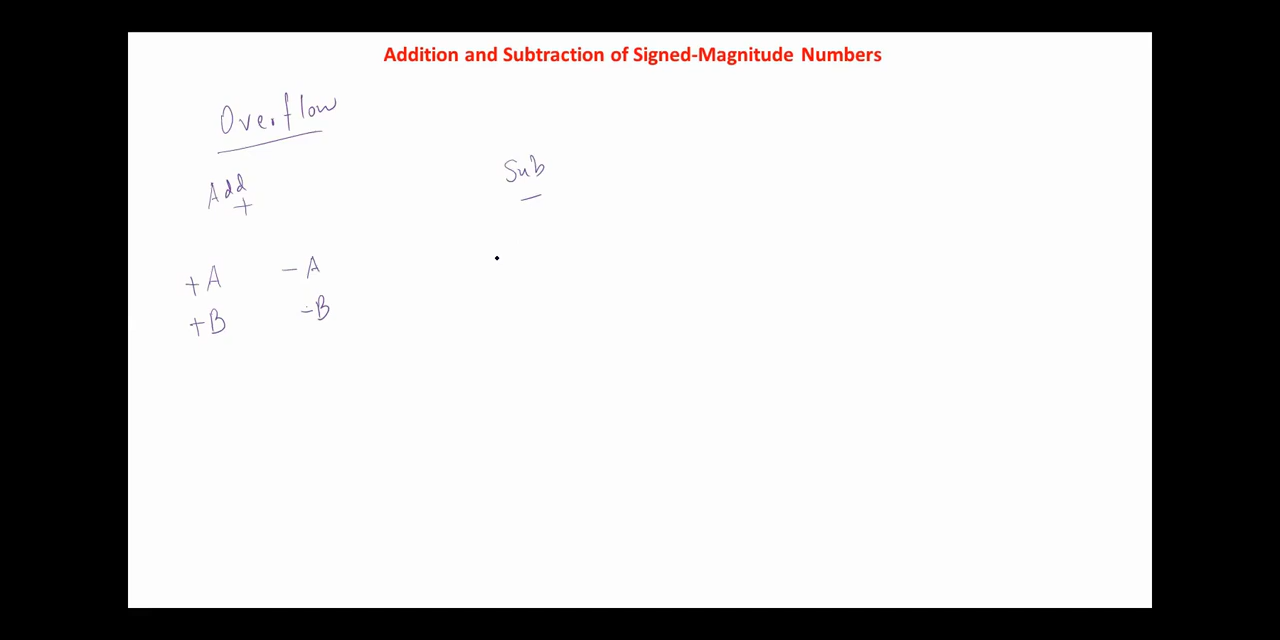 Addition and Subtraction of Signed-Magnitude Numbers
Overflow
Add
+
Sub
—
+A −A
+B −B